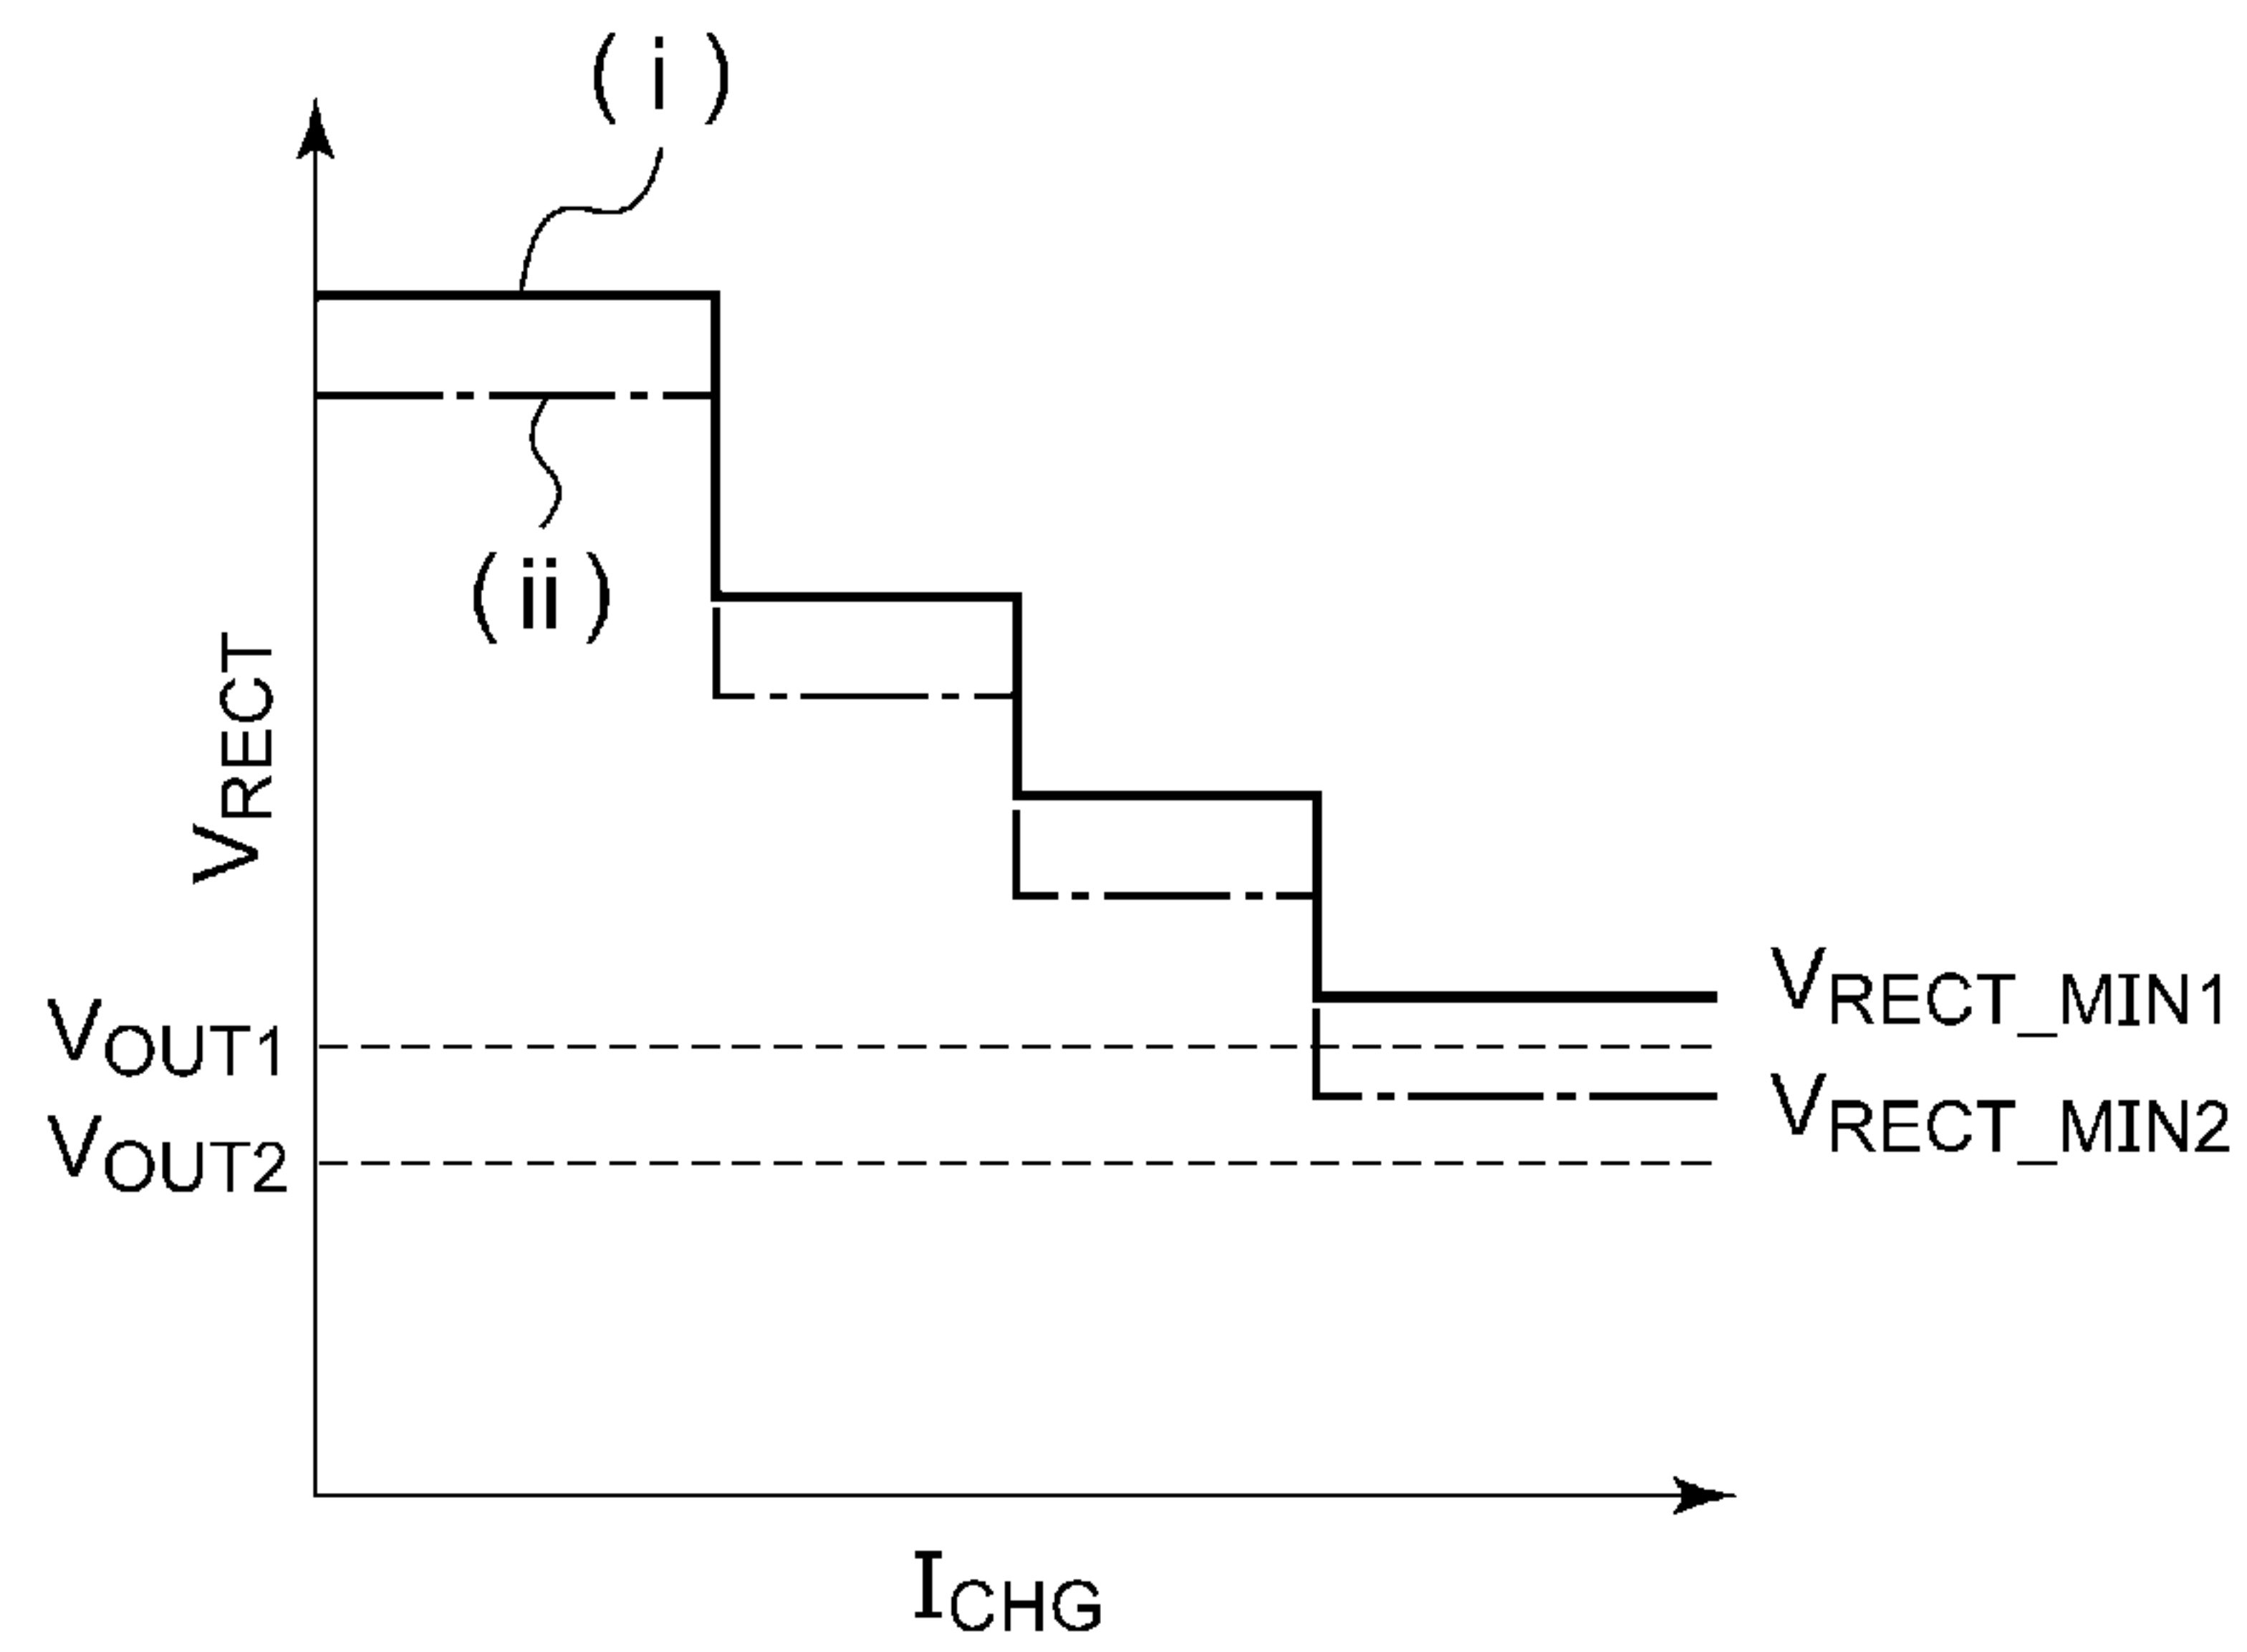 (i)
(ii)
VRECT
VRECT_MIN1
VOUT1
VRECT_MIN2
VOUT2
ICHG